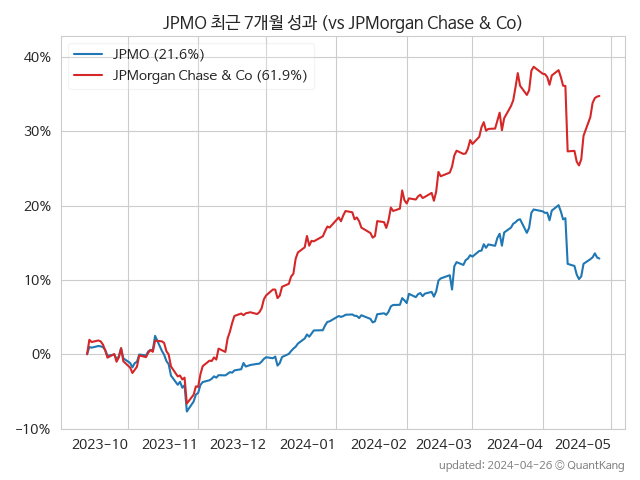 JPMO 최근 7개월 성과 (vs JPMorgan Chase & Co)
JPMO (21.6%)
JPMorgan Chase & Co (61.9%)
40%
30%
20%
10%
0%
−10%
2023−10 2023−11 2023−12 2024−01 2024−02 2024−03 2024−04 2024−05
updated: 2024-04-26 © QuantKang